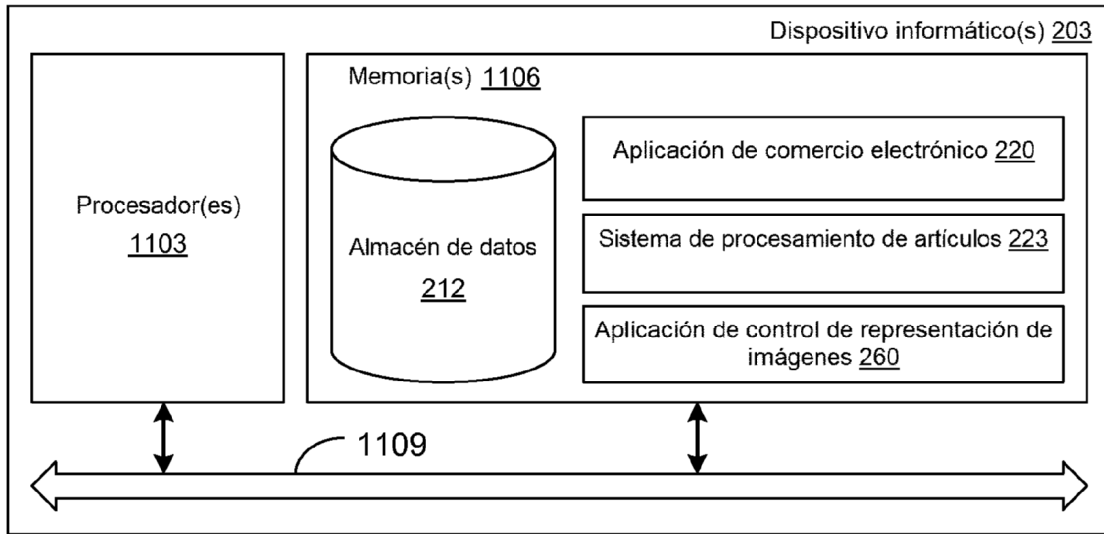 Dispositivo informático(s) 203
Memoria(s) 1106
Procesador(es)
1103
Almacén de datos
212
Aplicación de comercio electrónico 220
Sistema de procesamiento de artículos 223
Aplicación de control de representación de
imágenes 260
1109